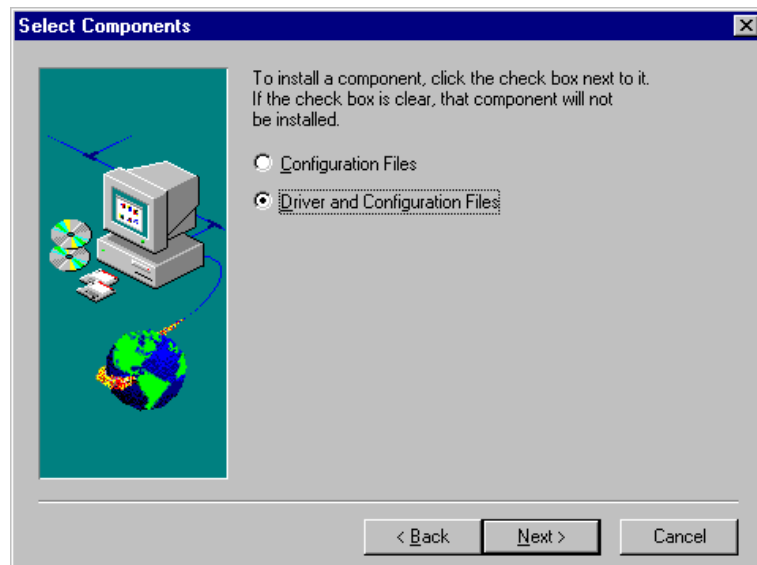 Select Components
To install a component, click the check box next to it.
If the check box is clear, that component will not
be installed.
Configuration Files
Driver and Configuration Files
< Back
Next >
Cancel